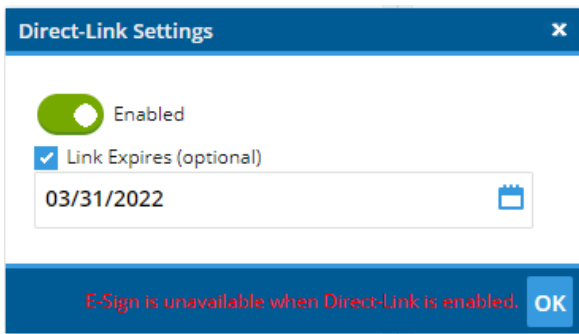 Direct-Link Settings
Enabled
Link Expires (optional)
03/31/2022
E-Sign is unavailable when Direct-Link is enabled. OK